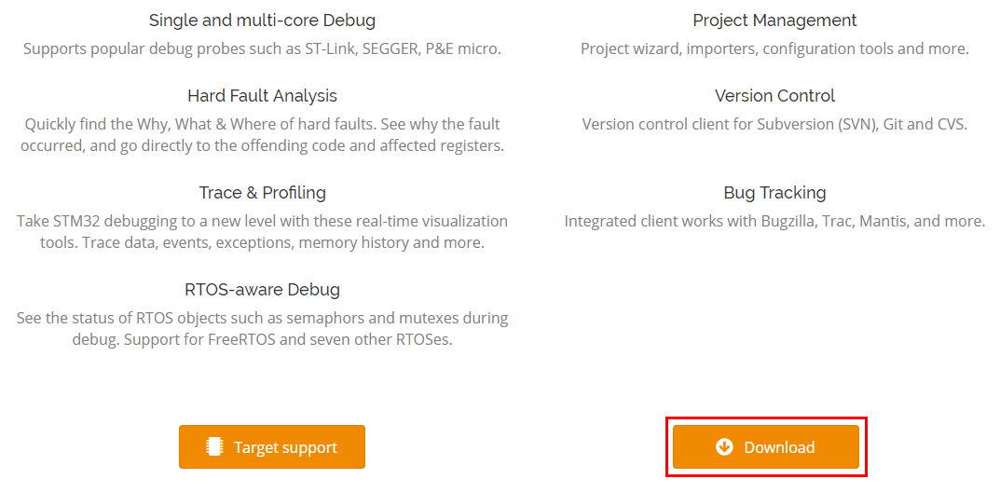 Single and multi-core Debug
Supports popular debug probes such as ST-Link, SEGGER, P&E micro.
Hard Fault Analysis
Quickly find the Why, What & Where of hard faults. See why the fault
occurred, and go directly to the offending code and affected registers.
Trace & Profiling
Take STM32 debugging to a new level with these real-time visualization
tools. Trace data, events, exceptions, memory history and more.
RTOS-aware Debug
See the status of RTOS objects such as semaphors and mutexes during
debug. Support for FreeRTOS and seven other RTOSes.
Target support
Project Management
Project wizard, importers, configuration tools and more.
Version Control
Version control client for Subversion (SVN), Git and CVS.
Bug Tracking
Integrated client works with Bugzilla, Trac, Mantis, and more.
Download